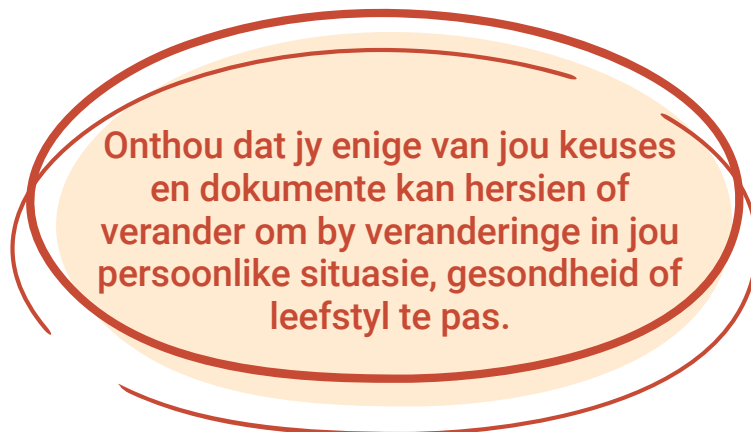 Onthou dat jy enige van jou keuses
en dokumente kan hersien of
verander om by veranderinge in jou
persoonlike situasie, gesondheid of
leefstyl te pas.